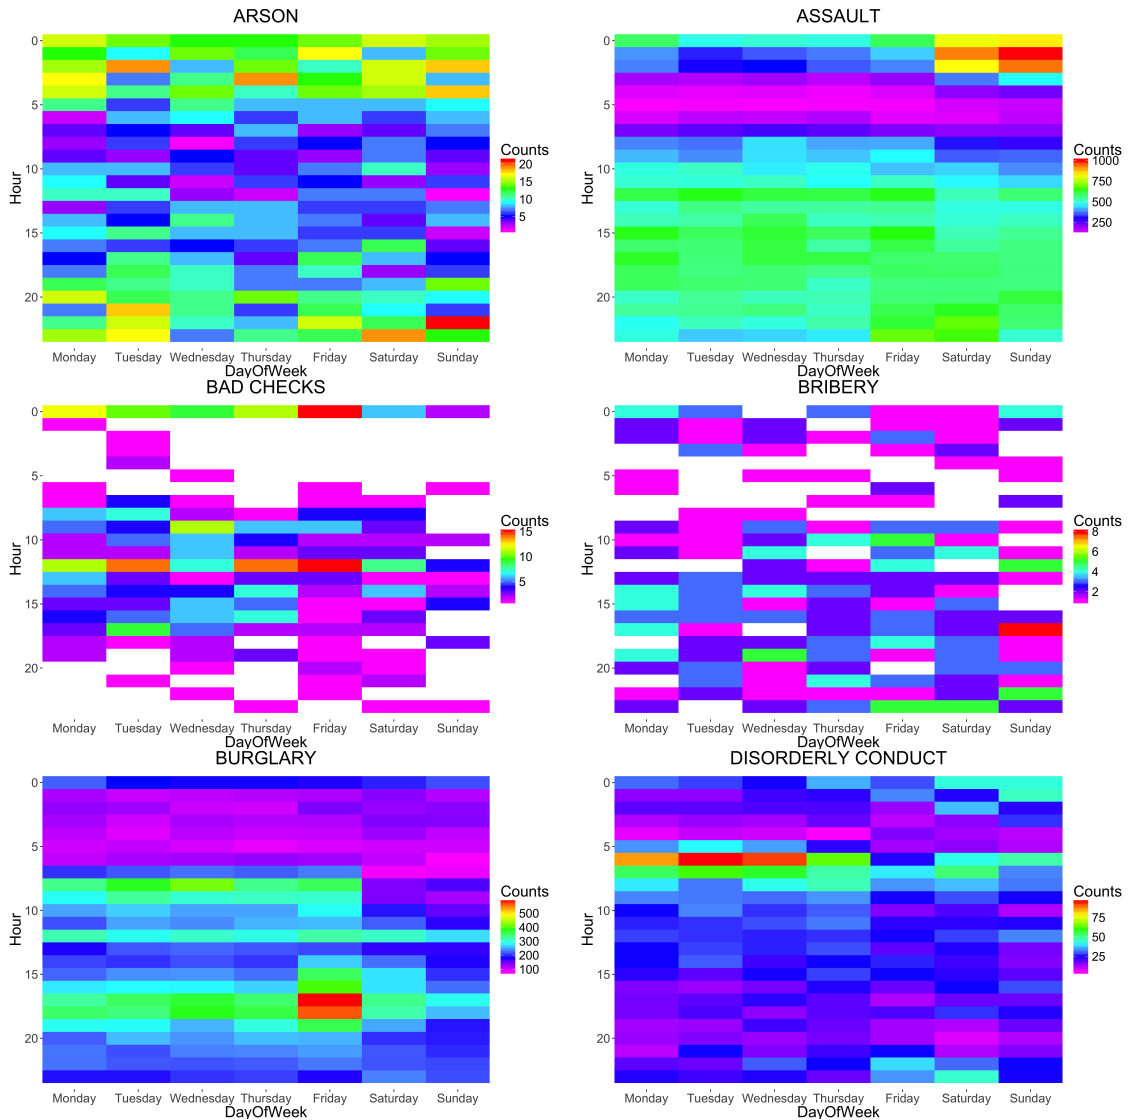 ARSON
Hour
0
5
10
15
20
Monday Tuesday Wednesday Thursday Friday Saturday Sunday
DayOfWeek
Counts
20
15
10
5
ASSAULT
Hour
0
5
10
15
20
Monday Tuesday Wednesday Thursday Friday Saturday Sunday
DayOfWeek
Counts
1000
750
500
250
BAD CHECKS
Hour
0
5
10
15
20
Monday Tuesday Wednesday Thursday Friday Saturday Sunday
DayOfWeek
Counts
15
10
5
BRIBERY
Hour
0
5
10
15
20
Monday Tuesday Wednesday Thursday Friday Saturday Sunday
DayOfWeek
Counts
8
6
4
2
BURGLARY
Hour
0
5
10
15
20
Monday Tuesday Wednesday Thursday Friday Saturday Sunday
DayOfWeek
Counts
500
400
300
200
100
DISORDERLY CONDUCT
Hour
0
5
10
15
20
Monday Tuesday Wednesday Thursday Friday Saturday Sunday
DayOfWeek
Counts
75
50
25